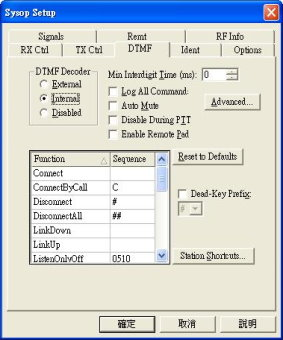 Sysop Setup
Signals Remt RF Info
RX Ctrl TX Ctrl DTMF Ident Options
DTMF Decoder
External
Internal
Disabled
Min Interdigit Time (ms): 0
Log All Command:
Auto Mute
Disable During PTT
Enable Remote Pad
Advanced...
Function Sequence
Connect
ConnectByCall C
Disconnect #
DisconnectAll ##
LinkDown
LinkUp
ListenOnlyOff 0510
Reset to Defaults
Dead-Key Prefix:
#
Station Shortcuts...
確定 取消 說明